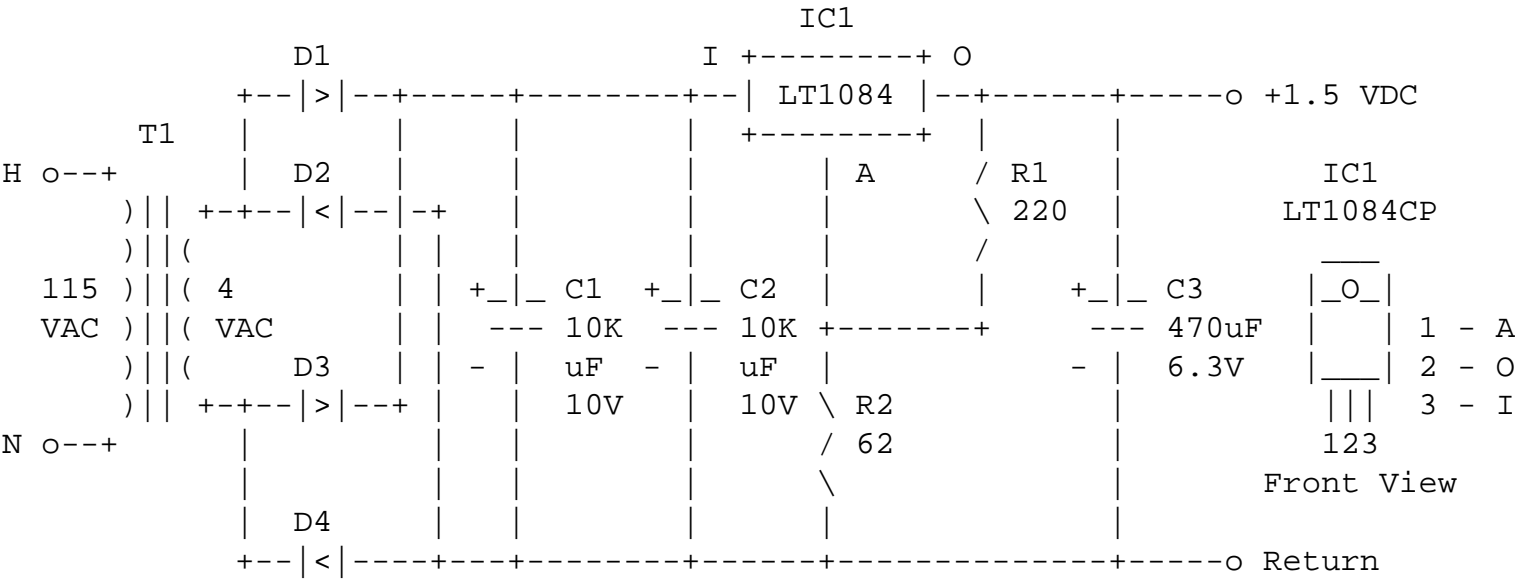 IC1
D1 I O
LT1084 +1.5 VDC
T1
H D2 A R1 IC1
220 LT1084CP
115 4 + C1 + C2 + C3 O
VAC VAC 10K 10K 470uF 1 - A
D3 - uF - uF - 6.3V 2 - O
10V 10V R2 3 - I
N 62 123
Front View
D4
Return